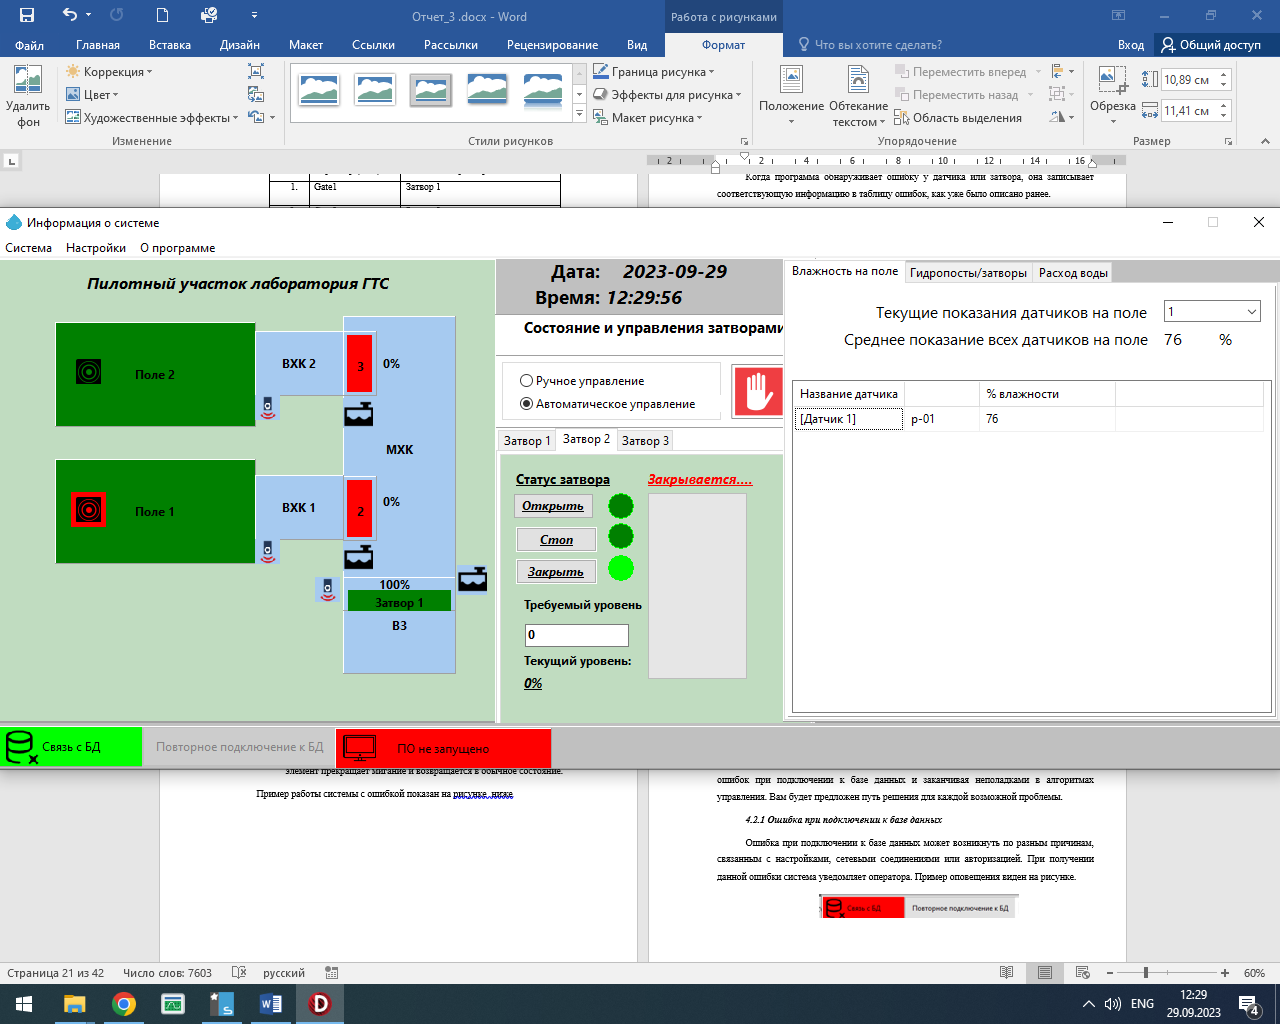 Отчет_3 .docx - Word
Работа с рисунками
Файл
Главная
Вставка
Дизайн
Макет
Ссылки
Рассылки
Рецензирование
Вид
Формат
Что вы хотите сделать?
Вход
Общий доступ
Удалить
фон
Коррекция
Цвет
Художественные эффекты
Изменение
Стили рисунков
Граница рисунка
Эффекты для рисунка
Макет рисунка
Положение
Обтекание
текстом
Переместить вперед
Переместить назад
Область выделения
Упорядочение
Обрезка
10,89 см
11,41 см
Размер
2 2 4 6 8 10 12 14 16
1. Gate1 Затвор 1
Когда программа обнаруживает ошибку у датчика или затвора, она записывает
соответствующую информацию в таблицу ошибок, как уже было описано ранее.
Информация о системе
Система Настройки О программе
Пилотный участок лаборатория ГТС
Поле 2
ВХК 2
3
0%
МХК
Поле 1
ВХК 1
2
0%
100%
Затвор 1
ВЗ
Дата: 2023-09-29
Время: 12:29:56
Состояние и управления затворами
Ручное управление
Автоматическое управление
Затвор 1 Затвор 2 Затвор 3
Статус затвора
Закрывается....
Открыть
Стоп
Закрыть
Требуемый уровень
0
Текущий уровень:
0%
Влажность на поле Гидропосты/затворы Расход воды
Текущие показания датчиков на поле 1
Среднее показание всех датчиков на поле 76 %
Название датчика % влажности
[Датчик 1] p-01 76
Связь с БД
Повторное подключение к БД
ПО не запущено
элемент прекращает мигание и возвращается в обычное состояние.
Пример работы системы с ошибкой показан на рисунке ниже
ошибок при подключении к базе данных и заканчивая неполадками в алгоритмах
управления. Вам будет предложен путь решения для каждой возможной проблемы.
4.2.1 Ошибка при подключении к базе данных
Ошибка при подключении к базе данных может возникнуть по разным причинам,
связанным с настройками, сетевыми соединениями или авторизацией. При получении
данной ошибки система уведомляет оператора. Пример оповещения виден на рисунке.
Связь с БД
Повторное подключение к БД
Страница 21 из 42
Число слов: 7603
русский
60%
ENG
12:29
29.09.2023
4